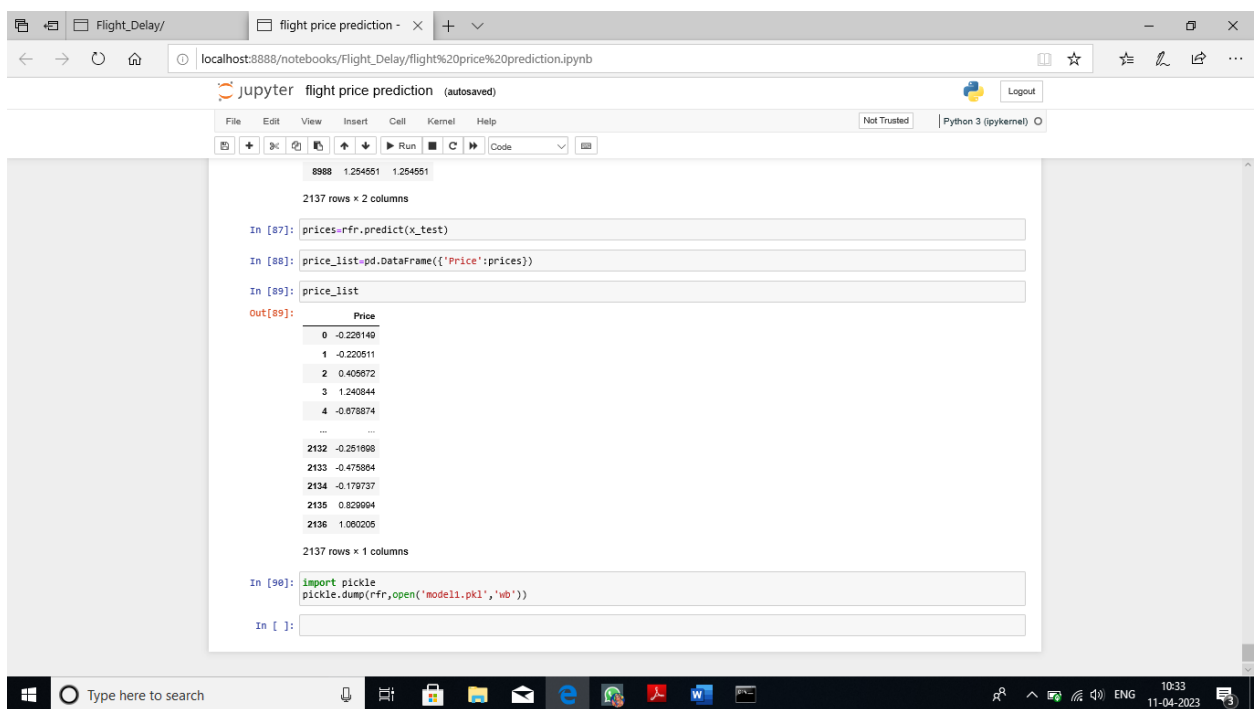 Flight_Delay/
flight price prediction -
localhost:8888/notebooks/Flight_Delay/flight%20price%20prediction.ipynb
jupyter flight price prediction (autosaved)
Logout
File Edit View Insert Cell Kernel Help
Not Trusted
Python 3 (ipykernel)
Run
Code
8988 1.254551 1.254551
2137 rows × 2 columns
In [87]: prices=rfr.predict(x_test)
In [88]: price_list=pd.DataFrame({'Price':prices})
In [89]: price_list
Out[89]:
Price
0 -0.226149
1 -0.220511
2 0.405672
3 1.240844
4 -0.678874
... ...
2132 -0.251698
2133 -0.475864
2134 -0.179737
2135 0.829994
2136 1.060205
2137 rows × 1 columns
In [90]: import pickle
pickle.dump(rfr,open('model1.pkl','wb'))
In [ ]:
Type here to search
ENG
10:33
11-04-2023
3